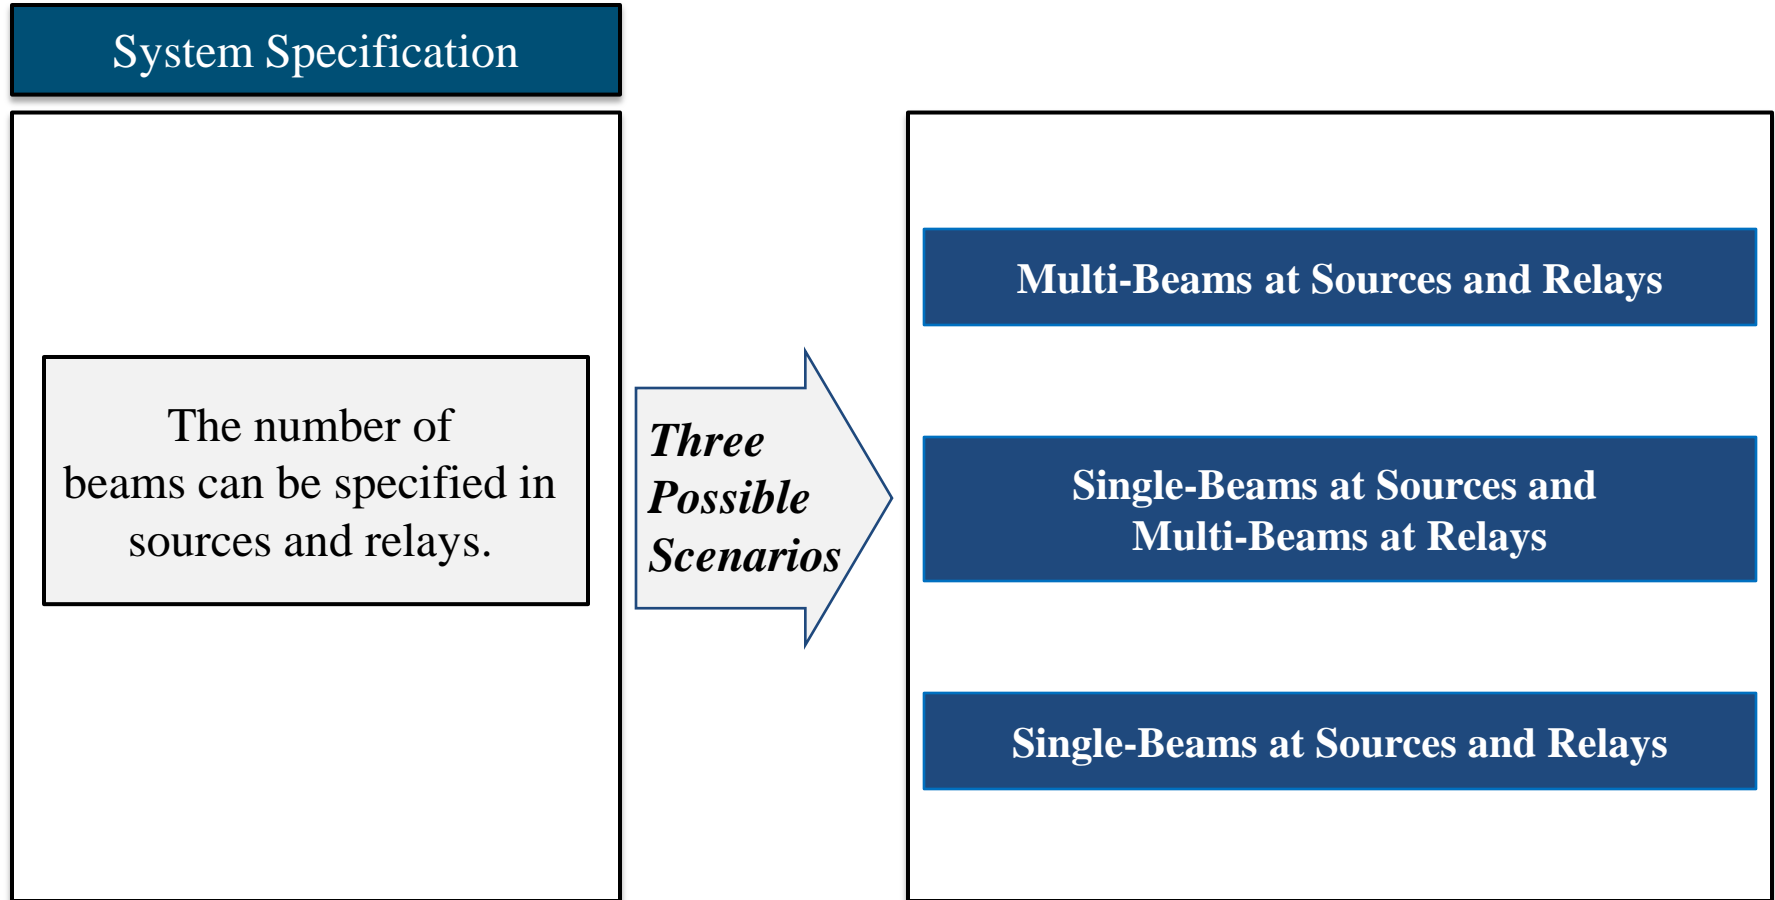 System Specification
The number of
beams can be specified in
sources and relays.
Three
Possible
Scenarios
Multi-Beams at Sources and Relays
Single-Beams at Sources and
Multi-Beams at Relays
Single-Beams at Sources and Relays